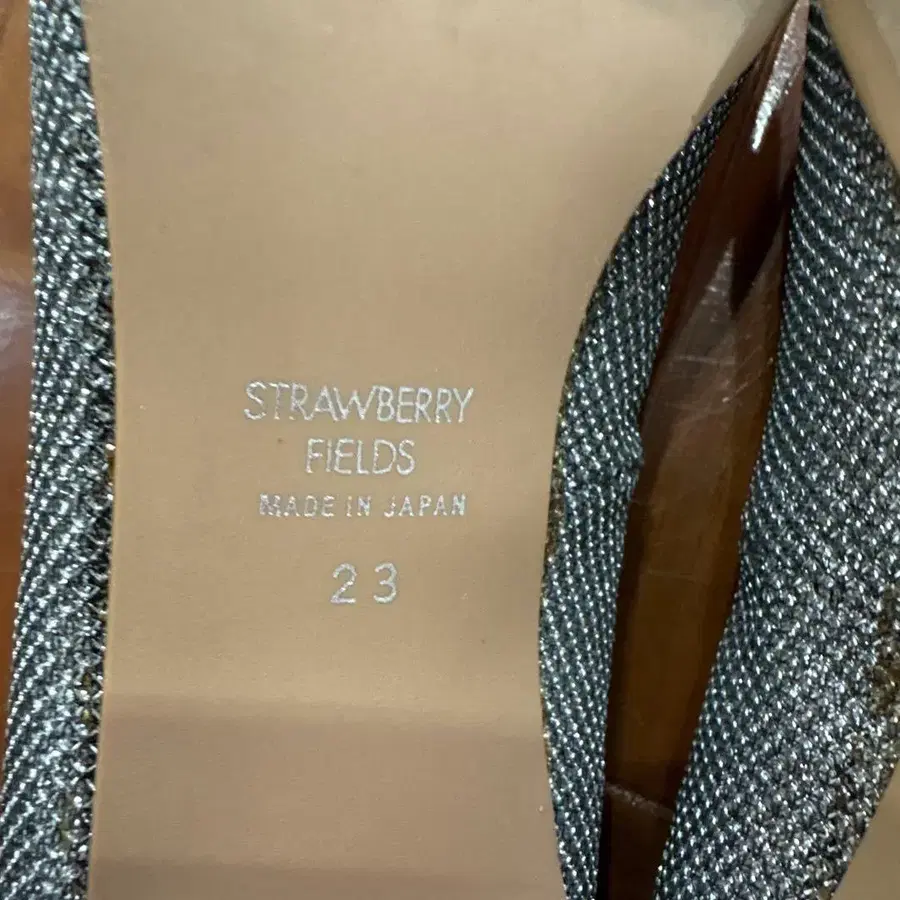 STRAWBERRY
FIELDS
MADE IN JAPAN
23